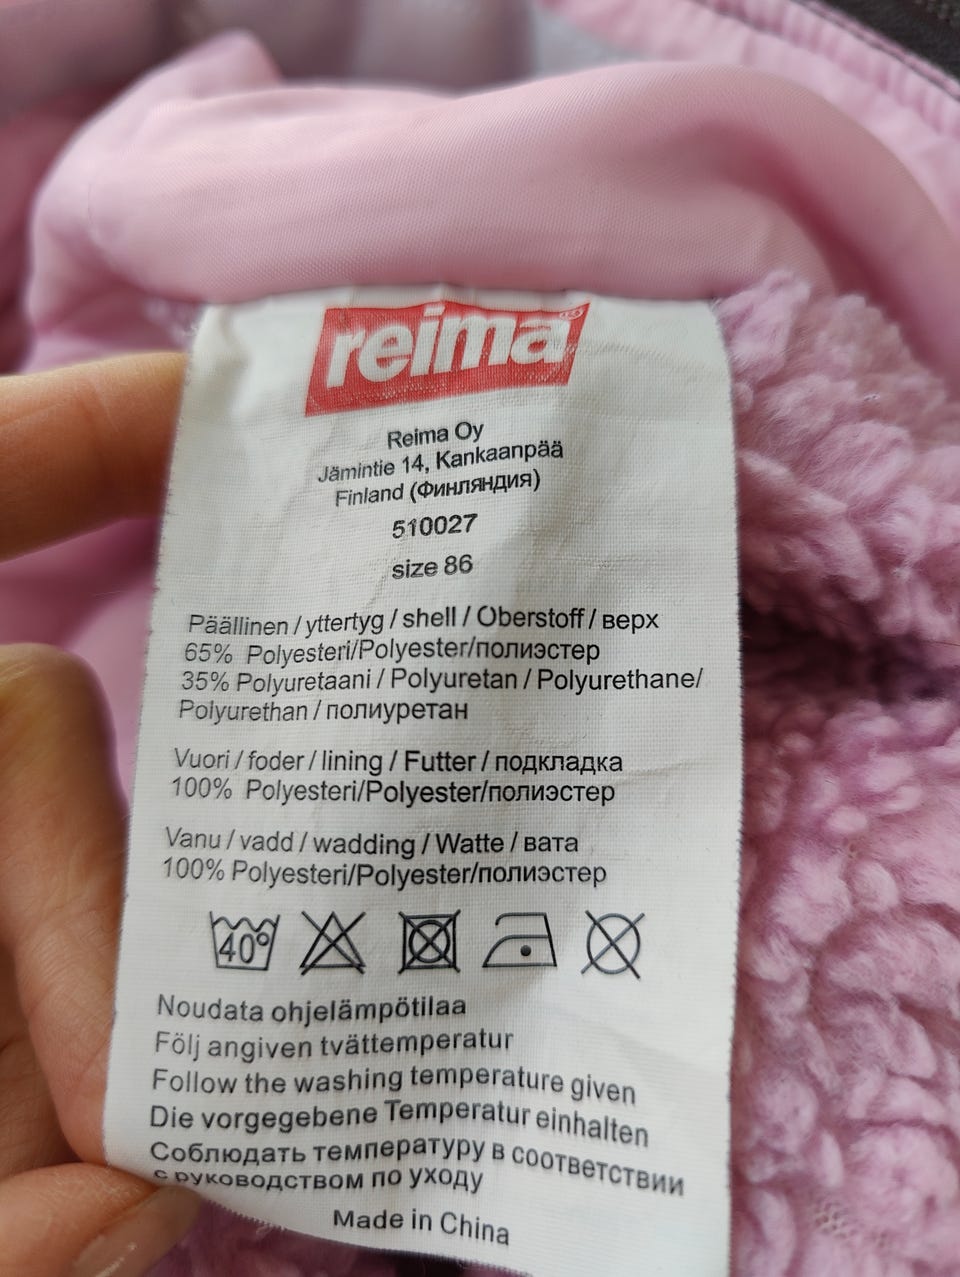 reima®
Reima Oy
Jämintie 14, Kankaanpää
Finland (Финляндия)
510027
size 86
Päällinen / yttertyg / shell / Oberstoff / верх
65% Polyesteri/Polyester/полиэстер
35% Polyuretaani / Polyuretan / Polyurethane/
Polyurethan / полиуретан
Vuori / foder / lining / Futter / подкладка
100% Polyesteri/Polyester/полиэстер
Vanu / vadd / wadding / Watte / вата
100% Polyesteri/Polyester/полиэстер
40°
Noudata ohjelämpötilaa
Följ angiven tvättemperatur
Follow the washing temperature given
Die vorgegebene Temperatur einhalten
Соблюдать температуру в соответствии
с руководством по уходу
Made in China